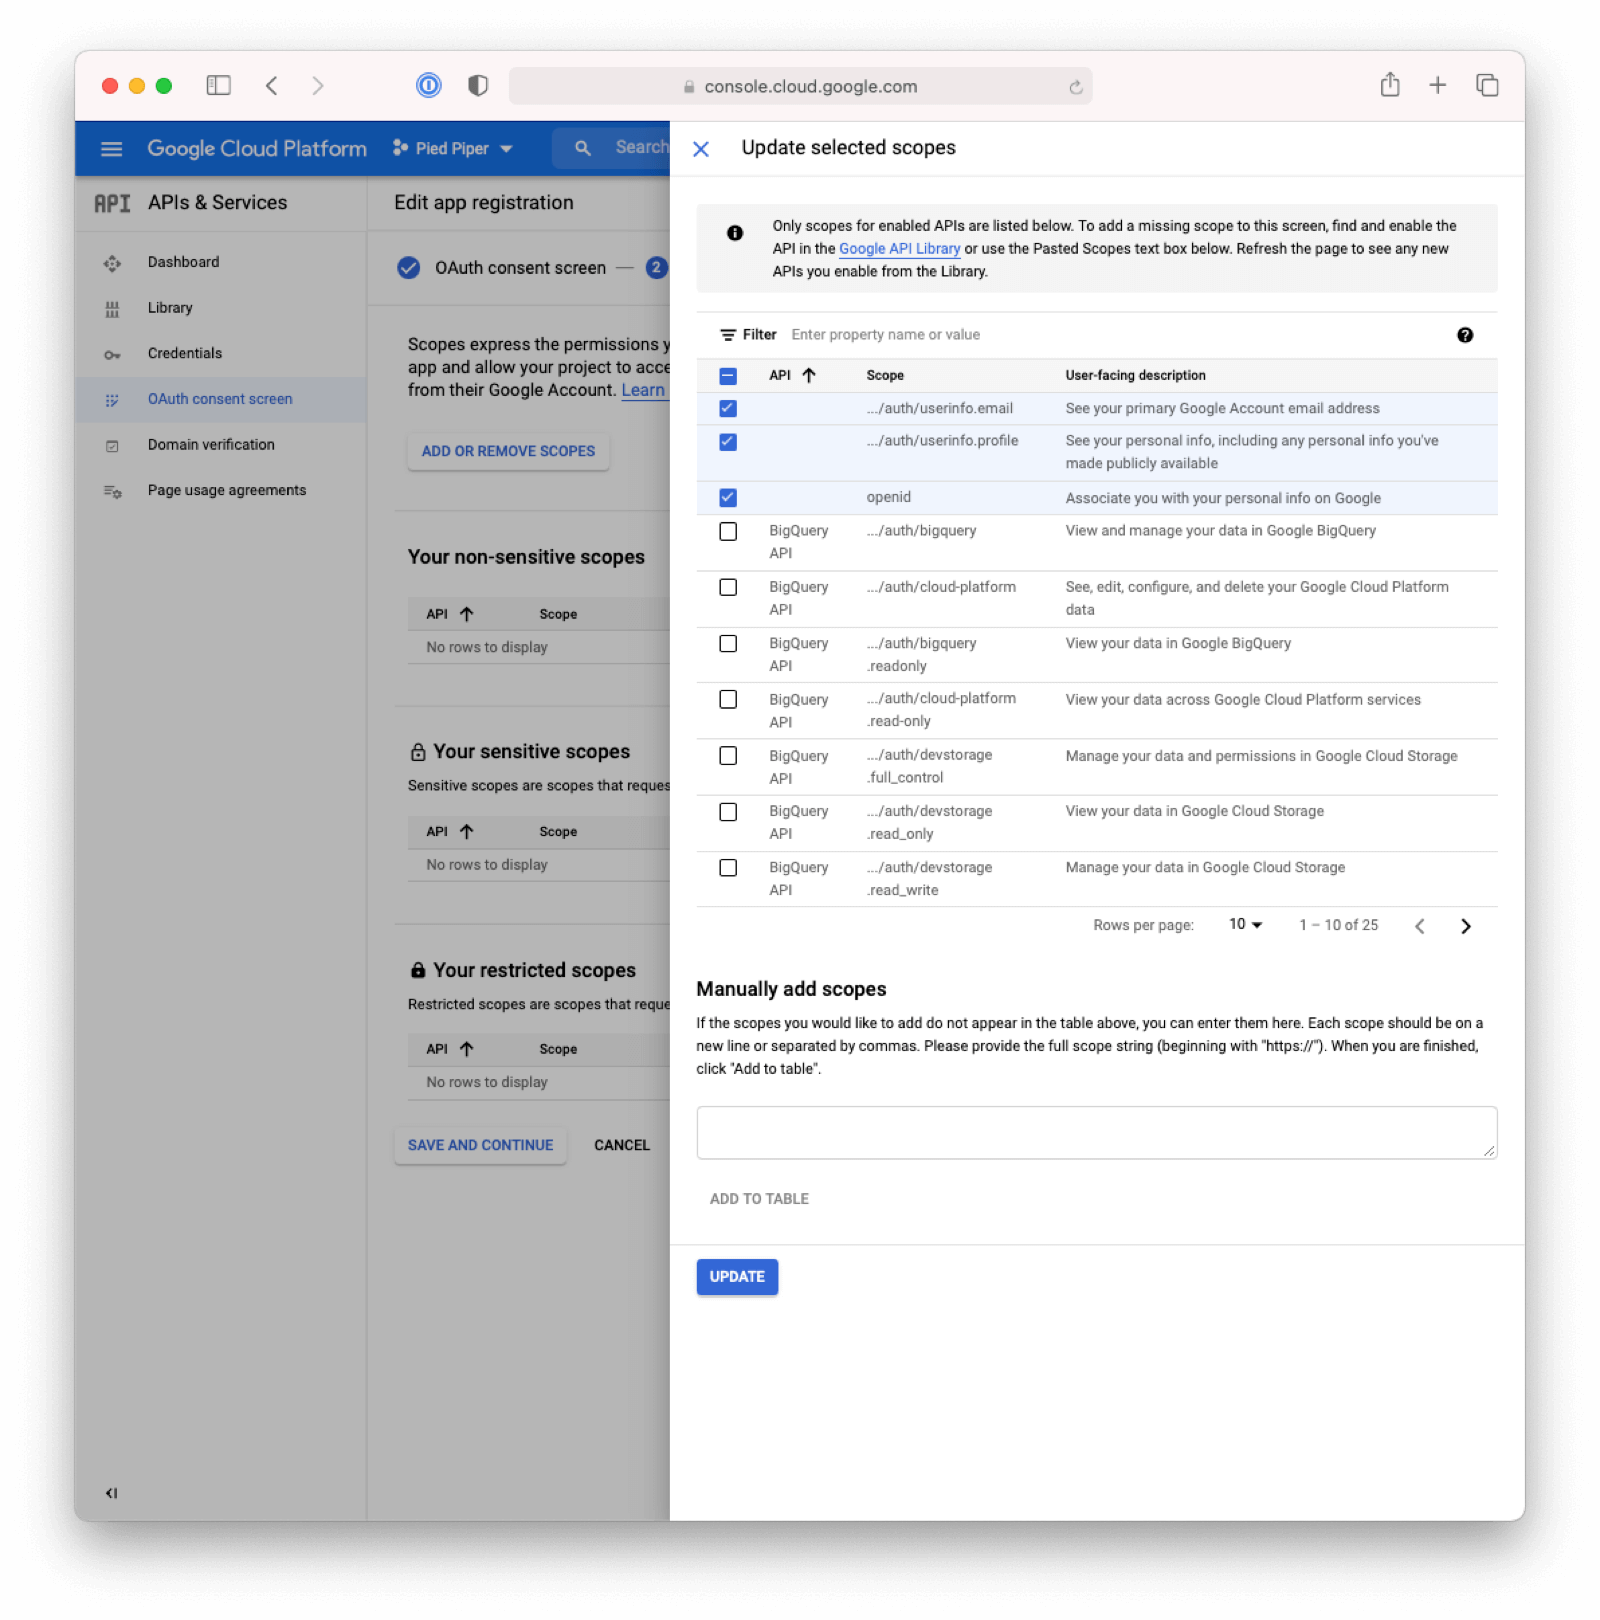 console.cloud.google.com
Google Cloud Platform
Pied Piper
Search
API APIs & Services
Dashboard
Library
Credentials
OAuth consent screen
Domain verification
Page usage agreements
Edit app registration
OAuth consent screen — 2
Scopes express the permissions y
app and allow your project to acce
from their Google Account. Learn
ADD OR REMOVE SCOPES
Your non-sensitive scopes
API Scope
No rows to display
Your sensitive scopes
Sensitive scopes are scopes that reques
API Scope
No rows to display
Your restricted scopes
Restricted scopes are scopes that reque
API Scope
No rows to display
SAVE AND CONTINUE CANCEL
Update selected scopes
Only scopes for enabled APIs are listed below. To add a missing scope to this screen, find and enable the
API in the Google API Library or use the Pasted Scopes text box below. Refresh the page to see any new
APIs you enable from the Library.
Filter Enter property name or value
API Scope User-facing description
.../auth/userinfo.email See your primary Google Account email address
.../auth/userinfo.profile See your personal info, including any personal info you've
made publicly available
openid Associate you with your personal info on Google
BigQuery .../auth/bigquery View and manage your data in Google BigQuery
API
BigQuery .../auth/cloud-platform See, edit, configure, and delete your Google Cloud Platform
API data
BigQuery .../auth/bigquery View your data in Google BigQuery
API .readonly
BigQuery .../auth/cloud-platform View your data across Google Cloud Platform services
API .read-only
BigQuery .../auth/devstorage Manage your data and permissions in Google Cloud Storage
API .full_control
BigQuery .../auth/devstorage View your data in Google Cloud Storage
API .read_only
BigQuery .../auth/devstorage Manage your data in Google Cloud Storage
API .read_write
Rows per page: 10 1 – 10 of 25
Manually add scopes
If the scopes you would like to add do not appear in the table above, you can enter them here. Each scope should be on a
new line or separated by commas. Please provide the full scope string (beginning with "https://"). When you are finished,
click "Add to table".
ADD TO TABLE
UPDATE